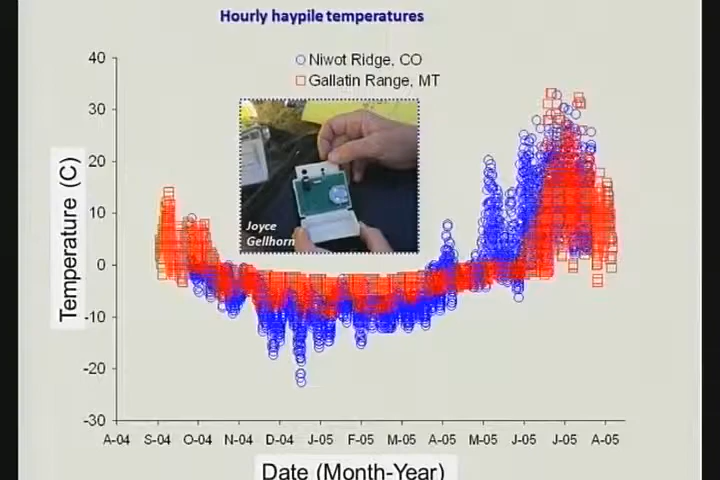 Hourly haypile temperatures
Niwot Ridge, CO
Gallatin Range, MT
40
30
20
10
0
-10
-20
-30
Temperature (C)
Joyce
Gellhorn
A-04 S-04 O-04 N-04 D-04 J-05 F-05 M-05 A-05 M-05 J-05 J-05 A-05
Date (Month-Year)